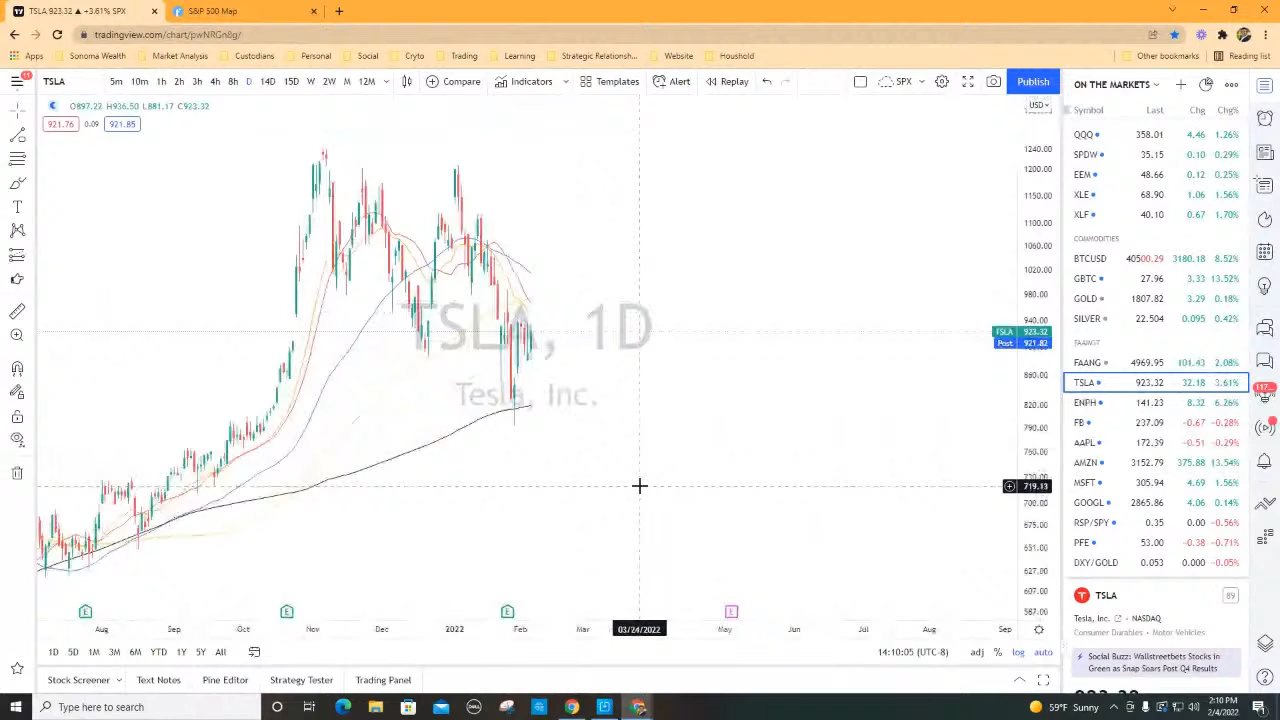 TSLA 923.32 ▲ +3.61% SPX
S&P 500 Map
tradingview.com/chart/pwNRGn8g/
Apps Sonoma Wealth Market Analysis Custodians Personal Social Cryto Trading Learning Strategic Relationshi... Website Houshold Other bookmarks Reading list
11
TSLA 5m 10m 1h 2h 3h 4h 8h D 14D 15D W 2W M 12M Compare Indicators Templates Alert Replay SPX Publish
O897.22 H936.50 L881.17 C923.32
921.76 0.09 921.85
USD
1240.00
1200.00
1150.00
1100.00
1060.00
1020.00
980.00
940.00
TSLA 923.32
Post 921.82
860.00
820.00
790.00
760.00
719.13
700.00
675.00
651.00
627.00
607.00
587.00
TSLA, 1D
Tesla, Inc.
E E E E
Aug Sep Oct Nov Dec 2022 Feb Mar 03/24/2022 May Jun Jul Aug Sep
1D 5D 1M 3M 6M YTD 1Y 5Y All 14:10:05 (UTC-8) adj % log auto
Stock Screener Text Notes Pine Editor Strategy Tester Trading Panel
ON THE MARKETS
Symbol Last Chg Chg%
QQQ 358.01 4.46 1.26%
SPDW 35.15 0.10 0.29%
EEM 48.66 0.12 0.25%
XLE 68.90 1.06 1.56%
XLF 40.10 0.67 1.70%
COMMODITIES
BTCUSD 40500.29 3180.18 8.52%
GBTC 27.96 3.33 13.52%
GOLD 1807.82 3.29 0.18%
SILVER 22.504 0.095 0.42%
FAANGT
FAANG 4969.95 101.43 2.08%
TSLA 923.32 32.18 3.61%
ENPH 141.23 8.32 6.26%
FB 237.09 -0.67 -0.28%
AAPL 172.39 -0.51 -0.29%
AMZN 3152.79 375.88 13.54%
MSFT 305.94 4.69 1.56%
GOOGL 2865.86 4.06 0.14%
RSP/SPY 0.35 0.00 -0.56%
PFE 53.00 -0.38 -0.71%
DXY/GOLD 0.053 0.000 -0.05%
117...
TSLA 89
Tesla, Inc. - NASDAQ
Consumer Durables • Motor Vehicles
Social Buzz: Wallstreetbets Stocks in
Green as Snap Soars Post Q4 Results
Type here to search
DELL
59°F Sunny
2:10 PM
2/4/2022